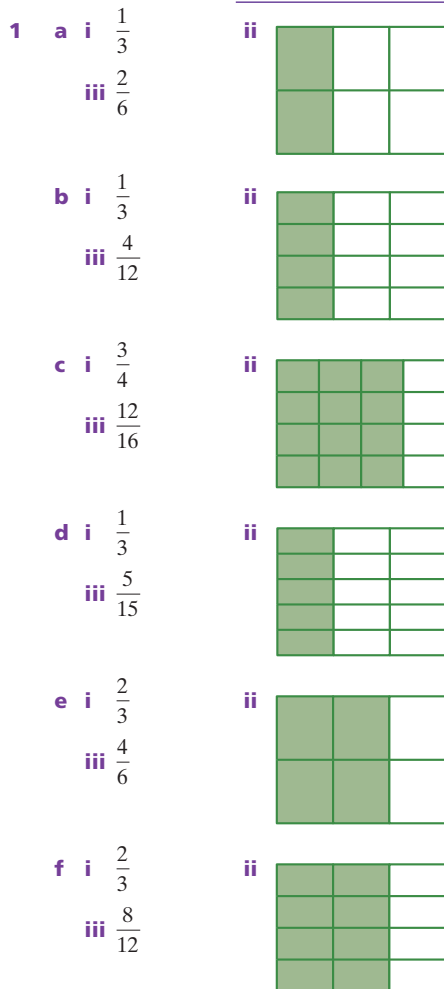 1 a i 1/3 ii
iii 2/6
b i 1/3 ii
iii 4/12
c i 3/4 ii
iii 12/16
d i 1/3 ii
iii 5/15
e i 2/3 ii
iii 4/6
f i 2/3 ii
iii 8/12